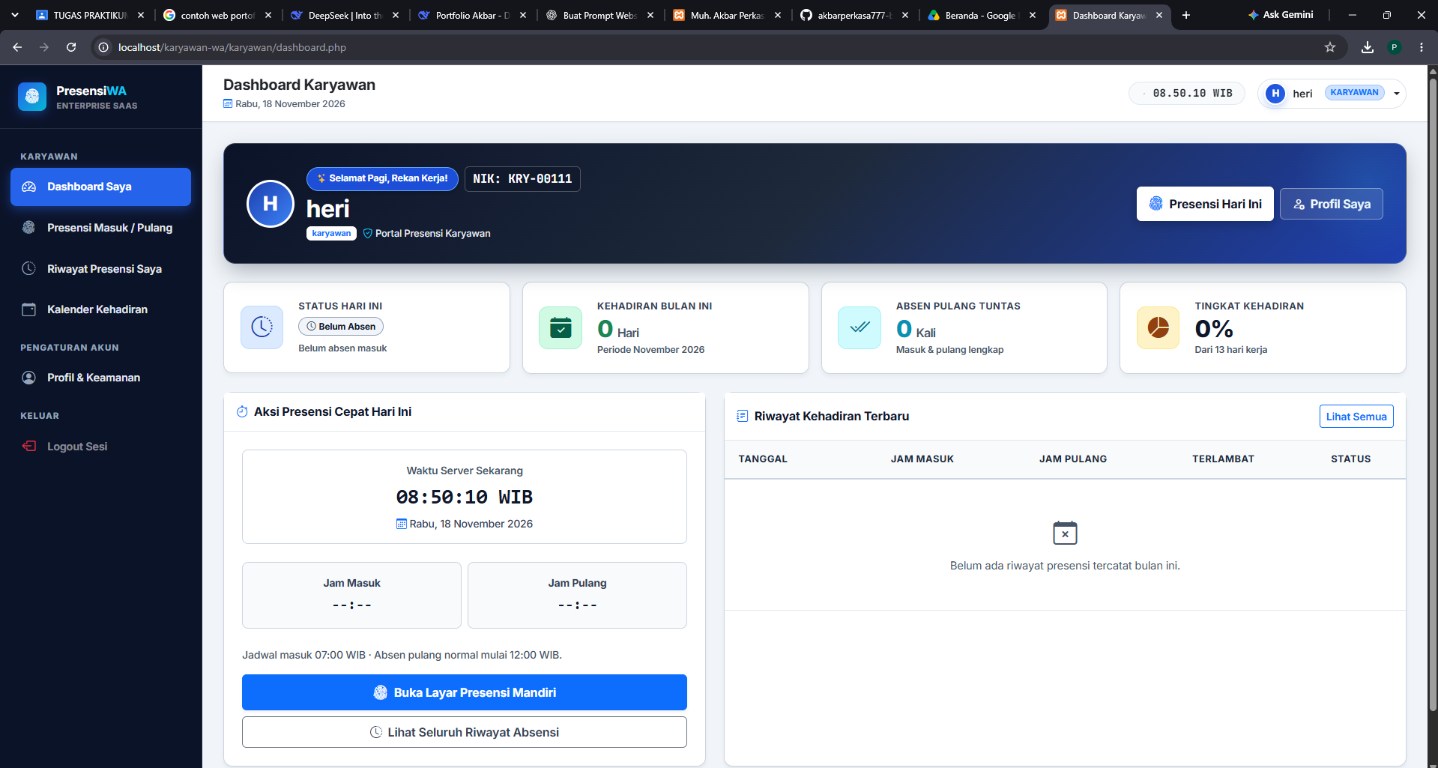 TUGAS PRAKTIKUM
contoh web portof
DeepSeek | Into th
Portfolio Akbar - D
Buat Prompt Webs
Muh. Akbar Perkas
akbarperkasa777-
Beranda - Google
Dashboard Karyaw
Ask Gemini
localhost/karyawan-wa/karyawan/dashboard.php
P
PresensiWA
ENTERPRISE SAAS
KARYAWAN
Dashboard Saya
Presensi Masuk / Pulang
Riwayat Presensi Saya
Kalender Kehadiran
PENGATURAN AKUN
Profil & Keamanan
KELUAR
Logout Sesi
Dashboard Karyawan
Rabu, 18 November 2026
08.50.10 WIB
H heri KARYAWAN
H
Selamat Pagi, Rekan Kerja! NIK: KRY-00111
heri
karyawan Portal Presensi Karyawan
Presensi Hari Ini
Profil Saya
STATUS HARI INI
Belum Absen
Belum absen masuk
KEHADIRAN BULAN INI
0 Hari
Periode November 2026
ABSEN PULANG TUNTAS
0 Kali
Masuk & pulang lengkap
TINGKAT KEHADIRAN
0%
Dari 13 hari kerja
Aksi Presensi Cepat Hari Ini
Waktu Server Sekarang
08:50:10 WIB
Rabu, 18 November 2026
Jam Masuk
--:--
Jam Pulang
--:--
Jadwal masuk 07:00 WIB · Absen pulang normal mulai 12:00 WIB.
Buka Layar Presensi Mandiri
Lihat Seluruh Riwayat Absensi
Riwayat Kehadiran Terbaru
Lihat Semua
TANGGAL JAM MASUK JAM PULANG TERLAMBAT STATUS
Belum ada riwayat presensi tercatat bulan ini.